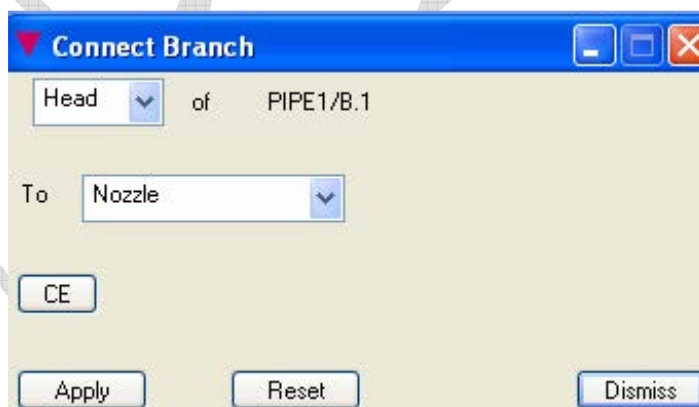 Connect Branch
Head of PIPE1/B.1
To Nozzle
CE
Apply Reset Dismiss